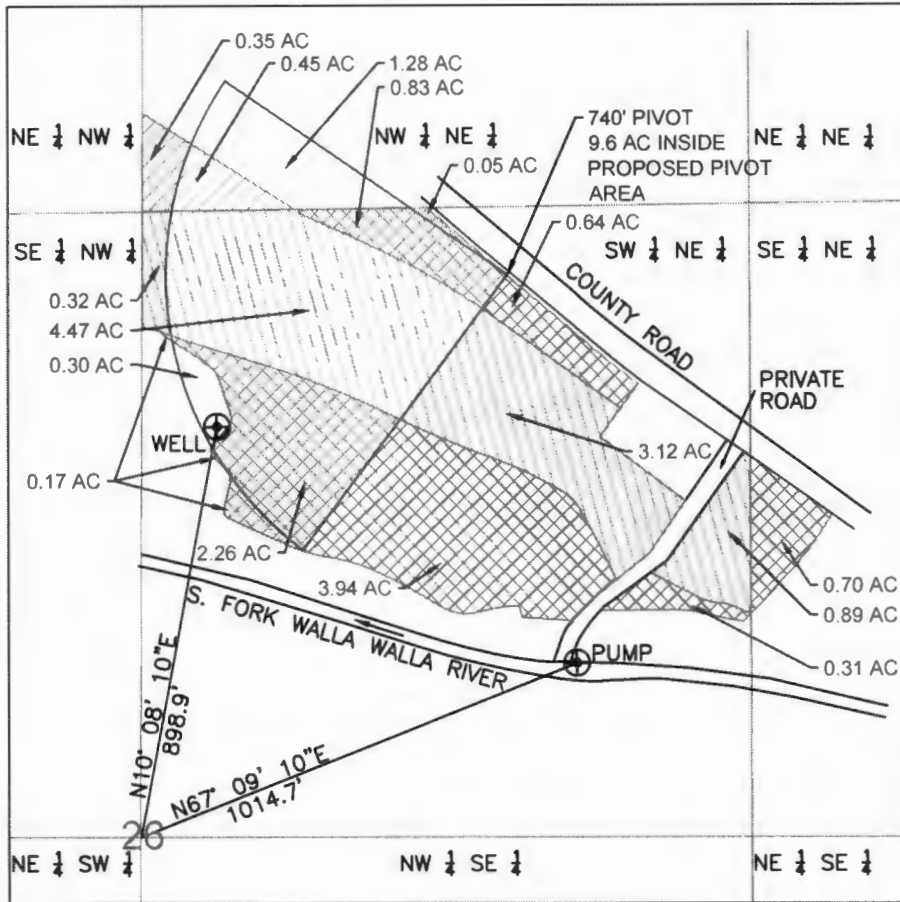 0.35 AC
0.45 AC
1.28 AC
0.83 AC
NE 1/4 NW 1/4
NW 1/4 NE 1/4
NE 1/4 NE 1/4
740' PIVOT
9.6 AC INSIDE
PROPOSED PIVOT
AREA
0.05 AC
0.64 AC
SE 1/4 NW 1/4
SW 1/4 NE 1/4
SE 1/4 NE 1/4
COUNTY ROAD
0.32 AC
4.47 AC
0.30 AC
PRIVATE
ROAD
WELL
3.12 AC
0.17 AC
2.26 AC
3.94 AC
0.70 AC
0.89 AC
S. FORK WALLA WALLA RIVER
PUMP
0.31 AC
N10° 08' 10"E
898.9'
N67° 09' 10"E
1014.7'
26
NE 1/4 SW 1/4
NW 1/4 SE 1/4
NE 1/4 SE 1/4